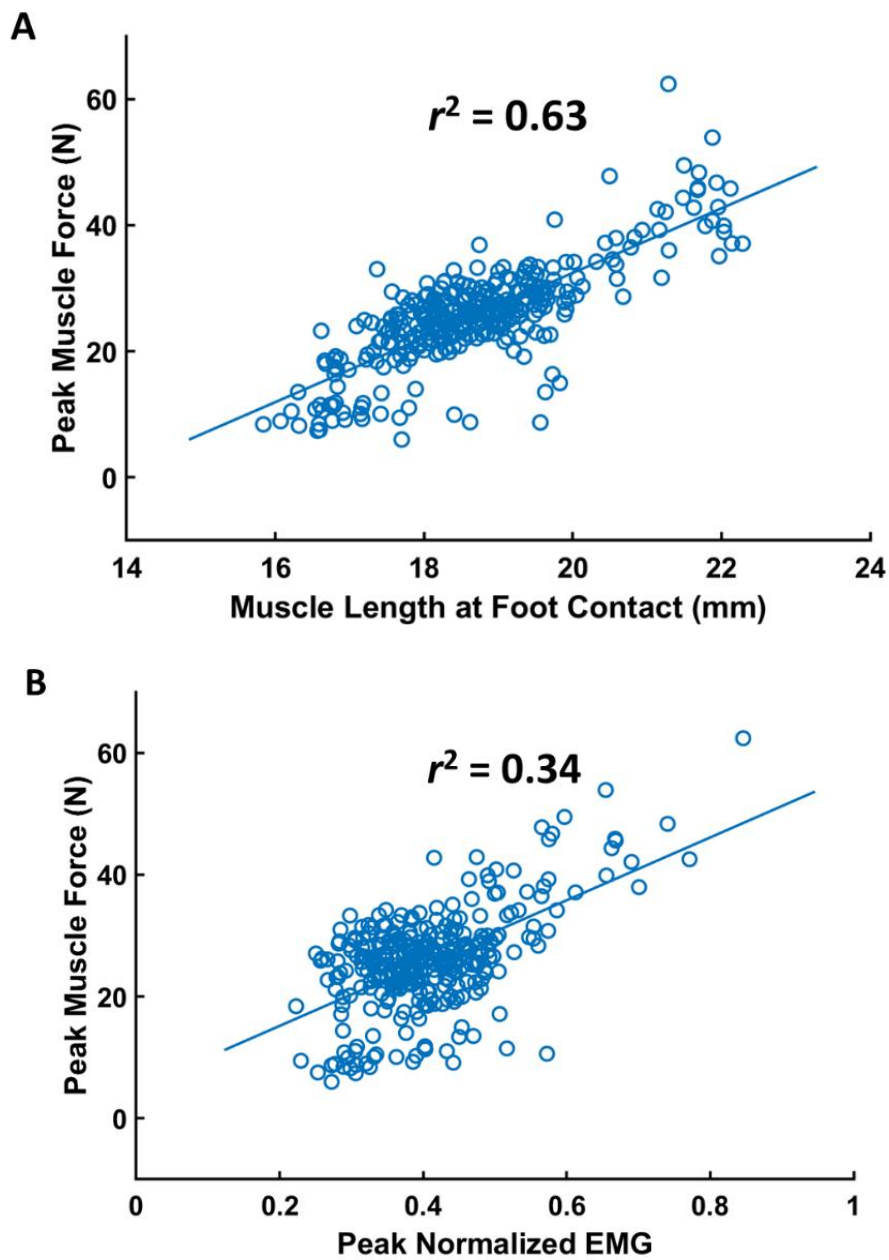 A
r² = 0.63
Peak Muscle Force (N)
60
40
20
0
14 16 18 20 22 24
Muscle Length at Foot Contact (mm)
B
r² = 0.34
Peak Muscle Force (N)
60
40
20
0
0 0.2 0.4 0.6 0.8 1
Peak Normalized EMG